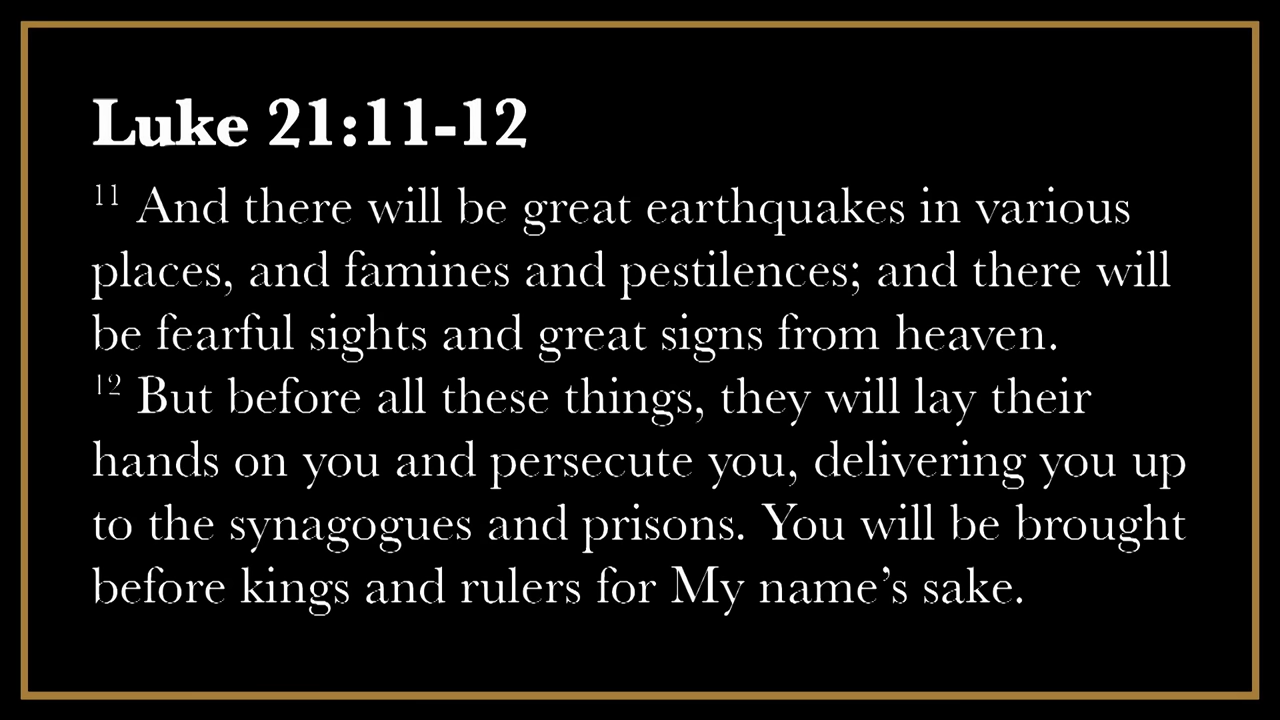 Luke 21:11-12
11 And there will be great earthquakes in various
places, and famines and pestilences; and there will
be fearful sights and great signs from heaven.
12 But before all these things, they will lay their
hands on you and persecute you, delivering you up
to the synagogues and prisons. You will be brought
before kings and rulers for My name’s sake.